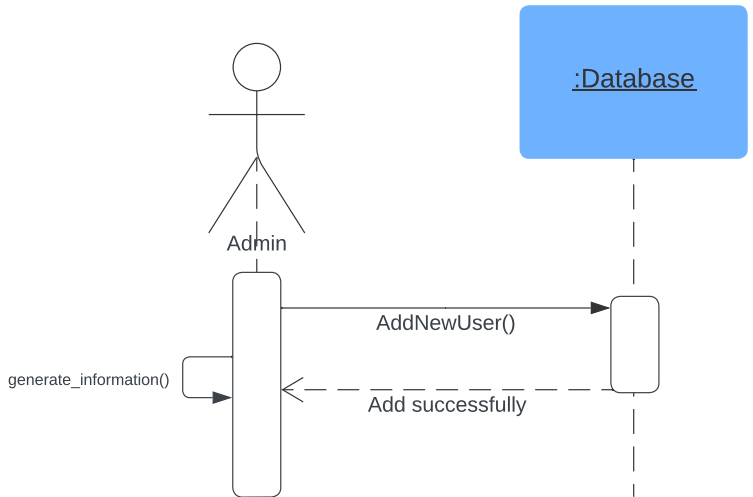 :Database
Admin
AddNewUser()
generate_information()
Add successfully